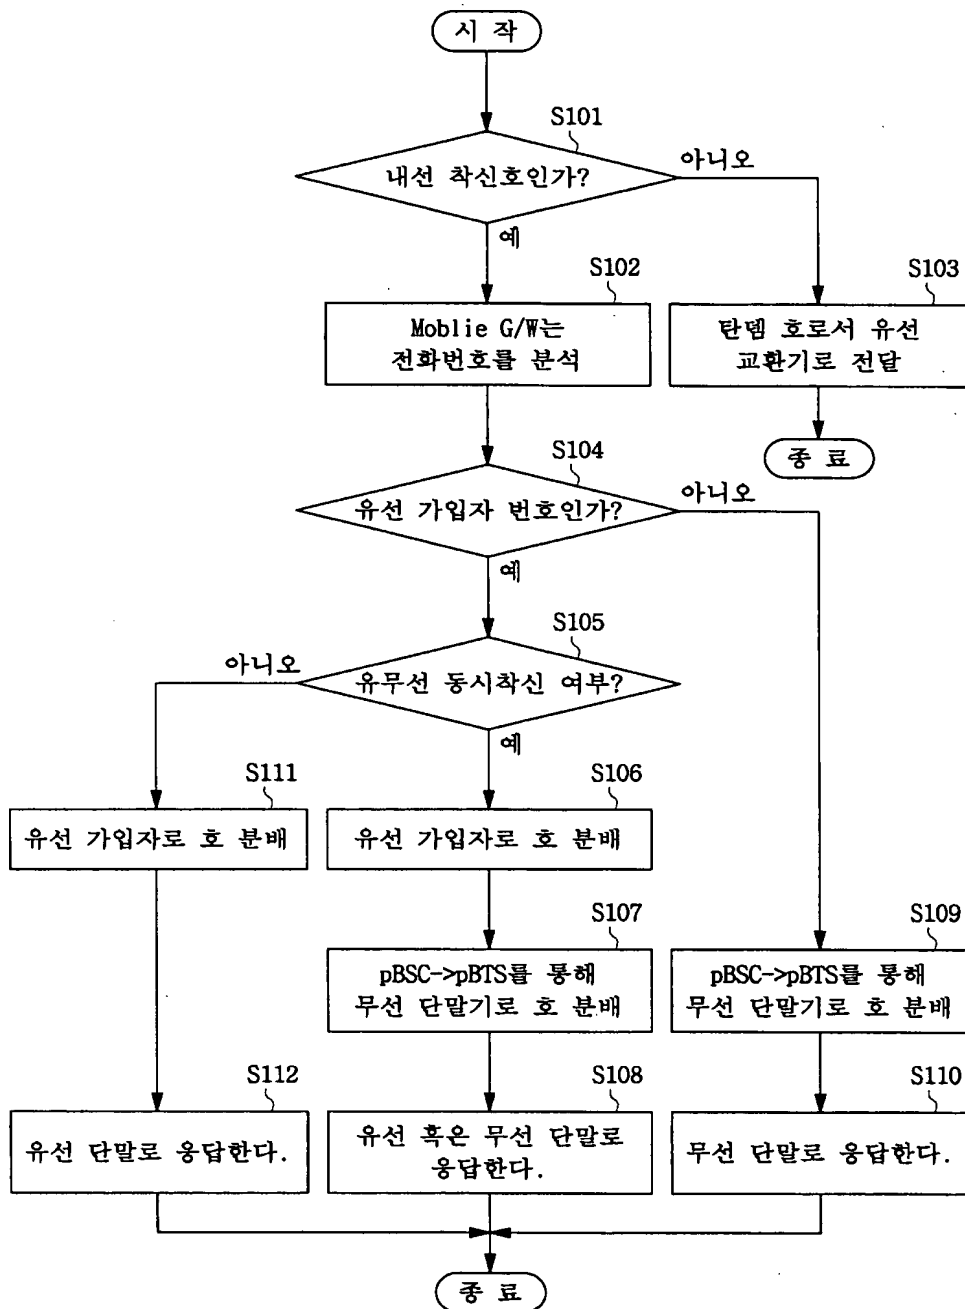 시 작
S101
내선 착신호인가?
아니오
예
S102
Moblie G/W는
전화번호를 분석
S103
탄뎀 호로서 유선
교환기로 전달
종 료
S104
유선 가입자 번호인가?
아니오
예
S105
유무선 동시착신 여부?
아니오
예
S111
유선 가입자로 호 분배
S106
유선 가입자로 호 분배
S107
pBSC->pBTS를 통해
무선 단말기로 호 분배
S109
pBSC->pBTS를 통해
무선 단말기로 호 분배
S112
유선 단말로 응답한다.
S108
유선 혹은 무선 단말로
응답한다.
S110
무선 단말로 응답한다.
종 료